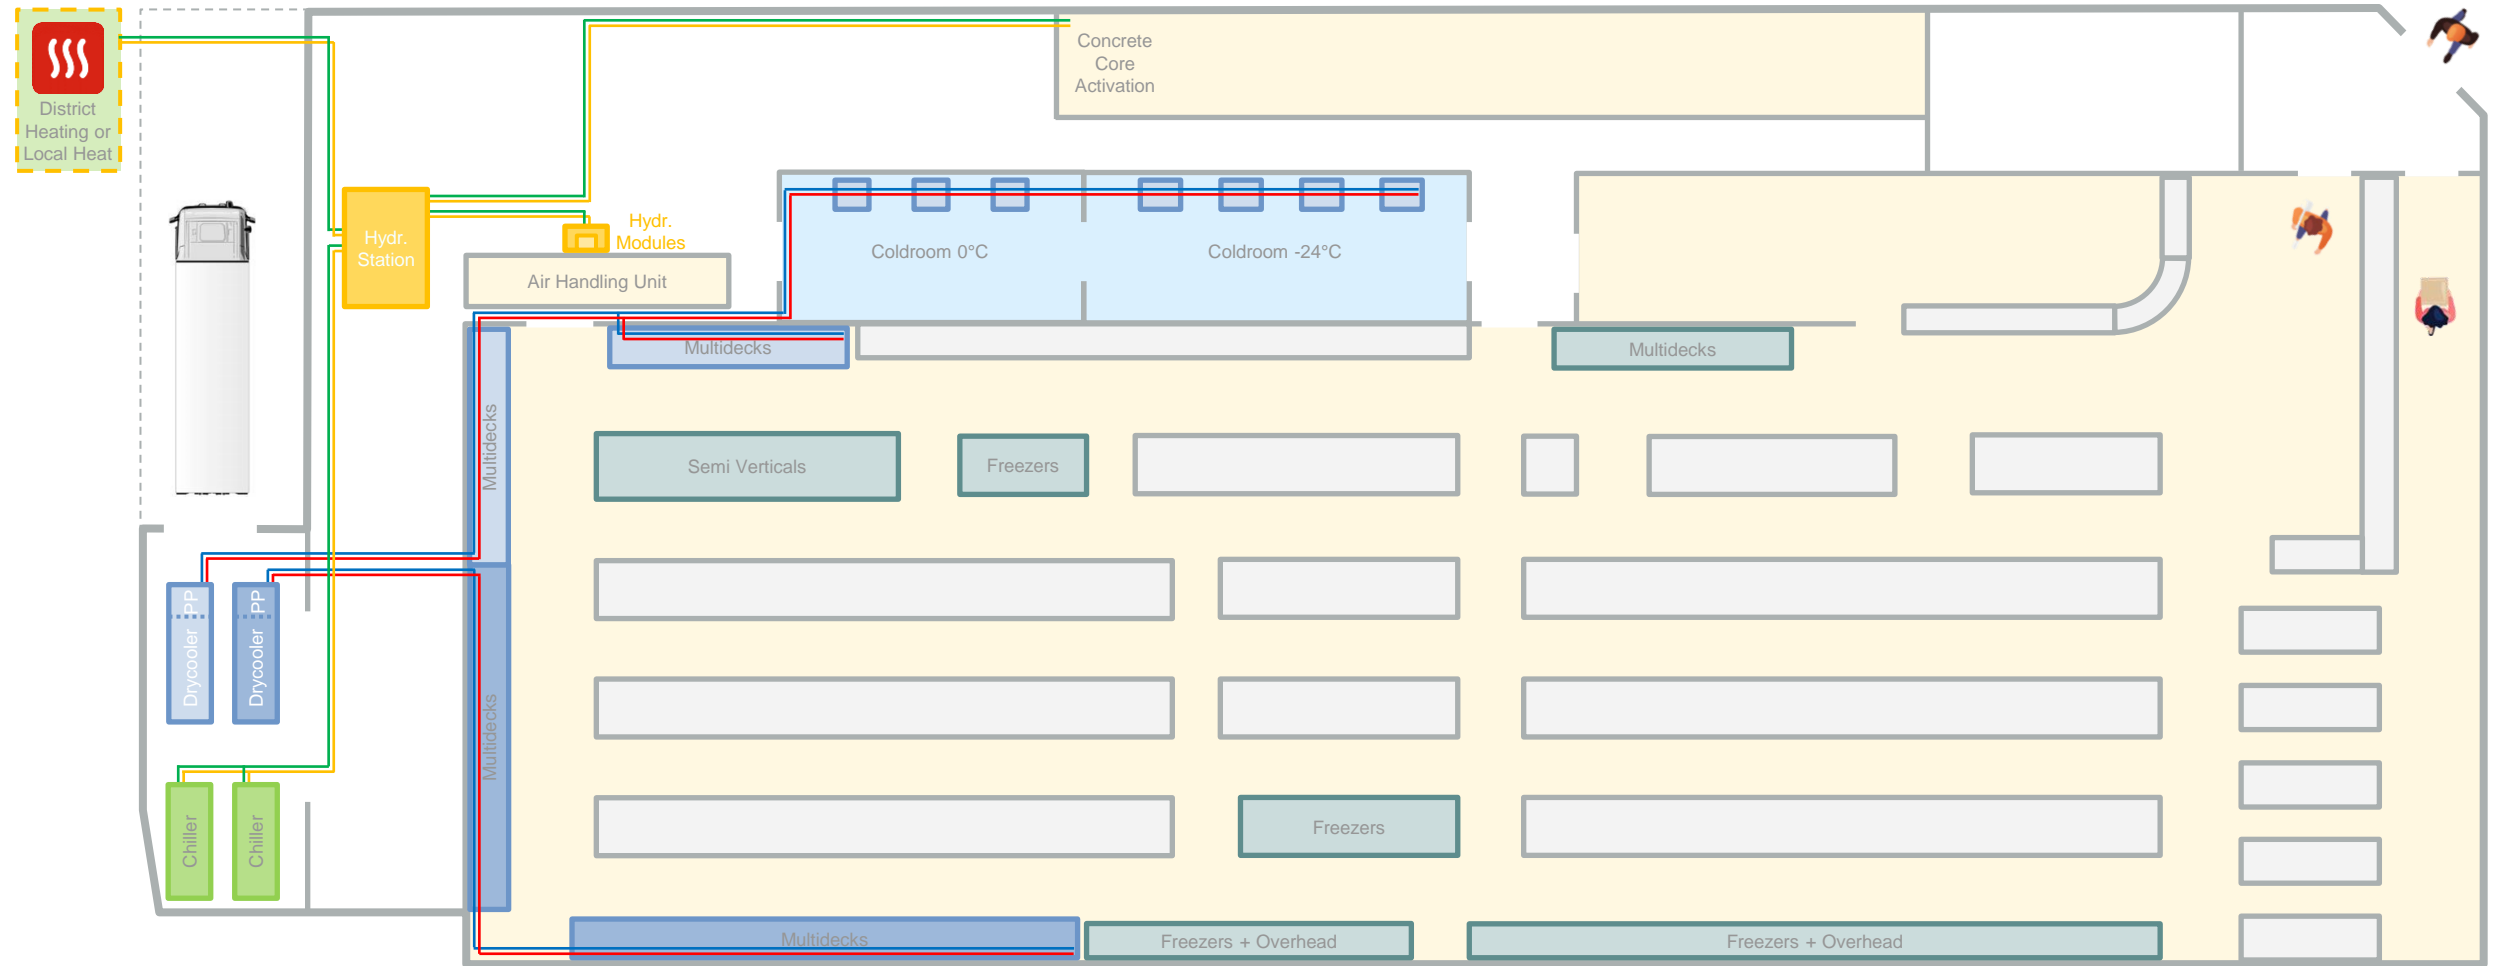 Concrete
Core
Activation
District
Heating or
Local Heat
Hydr.
Station
Hydr.
Modules
Air Handling Unit
Coldroom 0°C
Coldroom -24°C
Multidecks
Multidecks
Multidecks
Semi Verticals
Freezers
Drycooler PP
Drycooler PP
Multidecks
Chiller
Chiller
Freezers
Multidecks
Freezers + Overhead
Freezers + Overhead